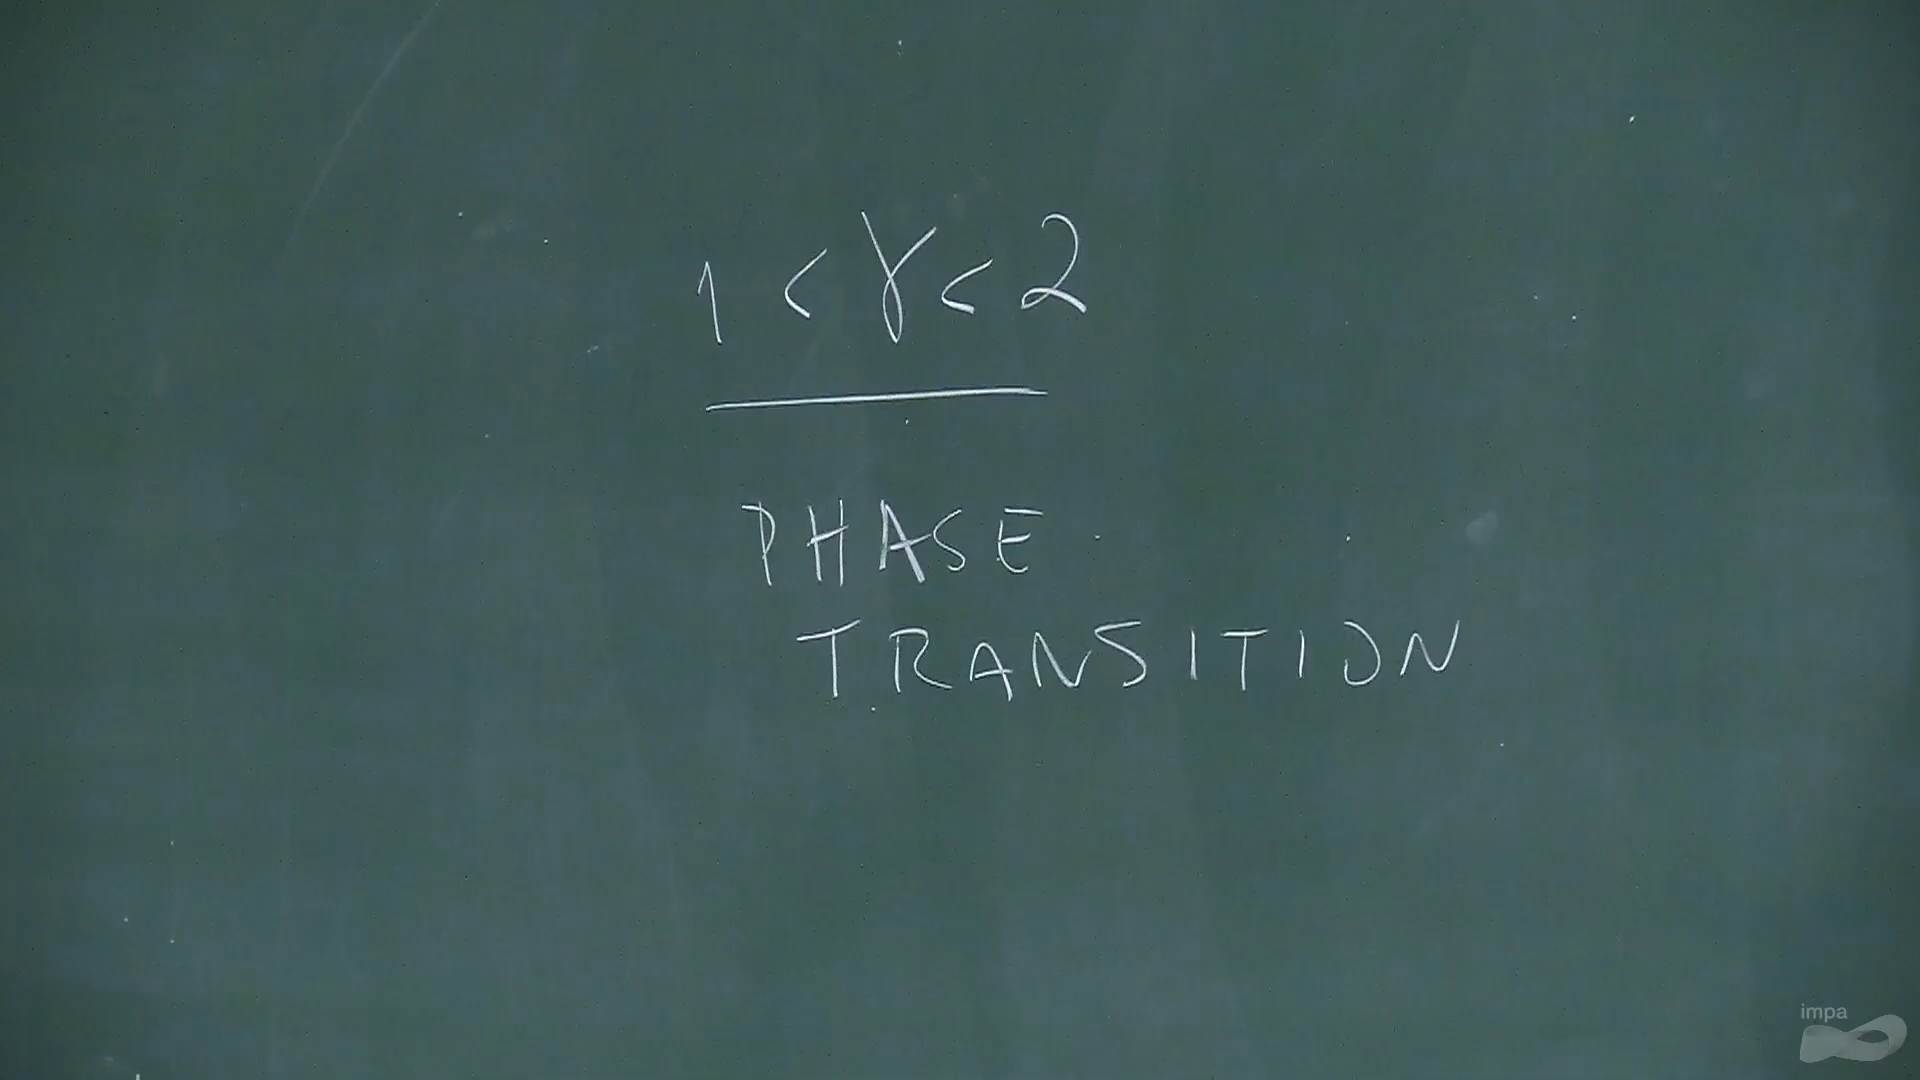 1 < γ < 2
PHASE
TRANSITION
impa